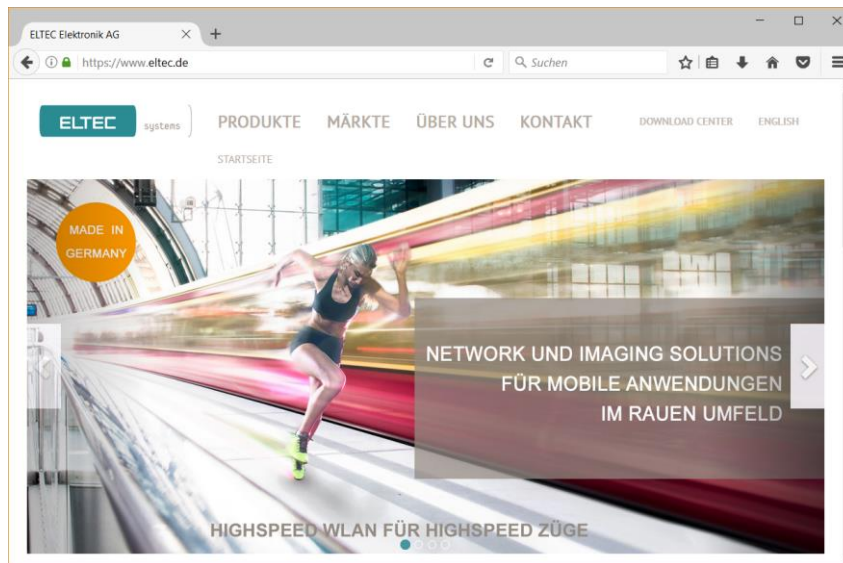 ELTEC Elektronik AG
https://www.eltec.de
Suchen
ELTEC systems
PRODUKTE MÄRKTE ÜBER UNS KONTAKT DOWNLOAD CENTER ENGLISH
STARTSEITE
MADE IN
GERMANY
NETWORK UND IMAGING SOLUTIONS
FÜR MOBILE ANWENDUNGEN
IM RAUEN UMFELD
HIGHSPEED WLAN FÜR HIGHSPEED ZÜGE